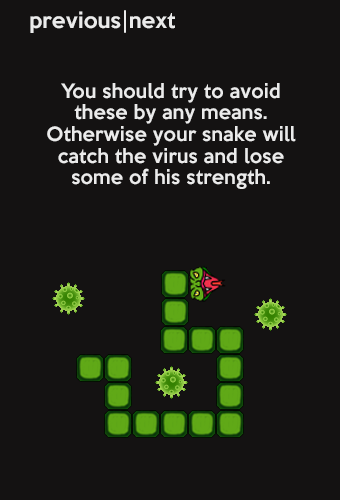 previous|next
You should try to avoid
these by any means.
Otherwise your snake will
catch the virus and lose
some of his strength.